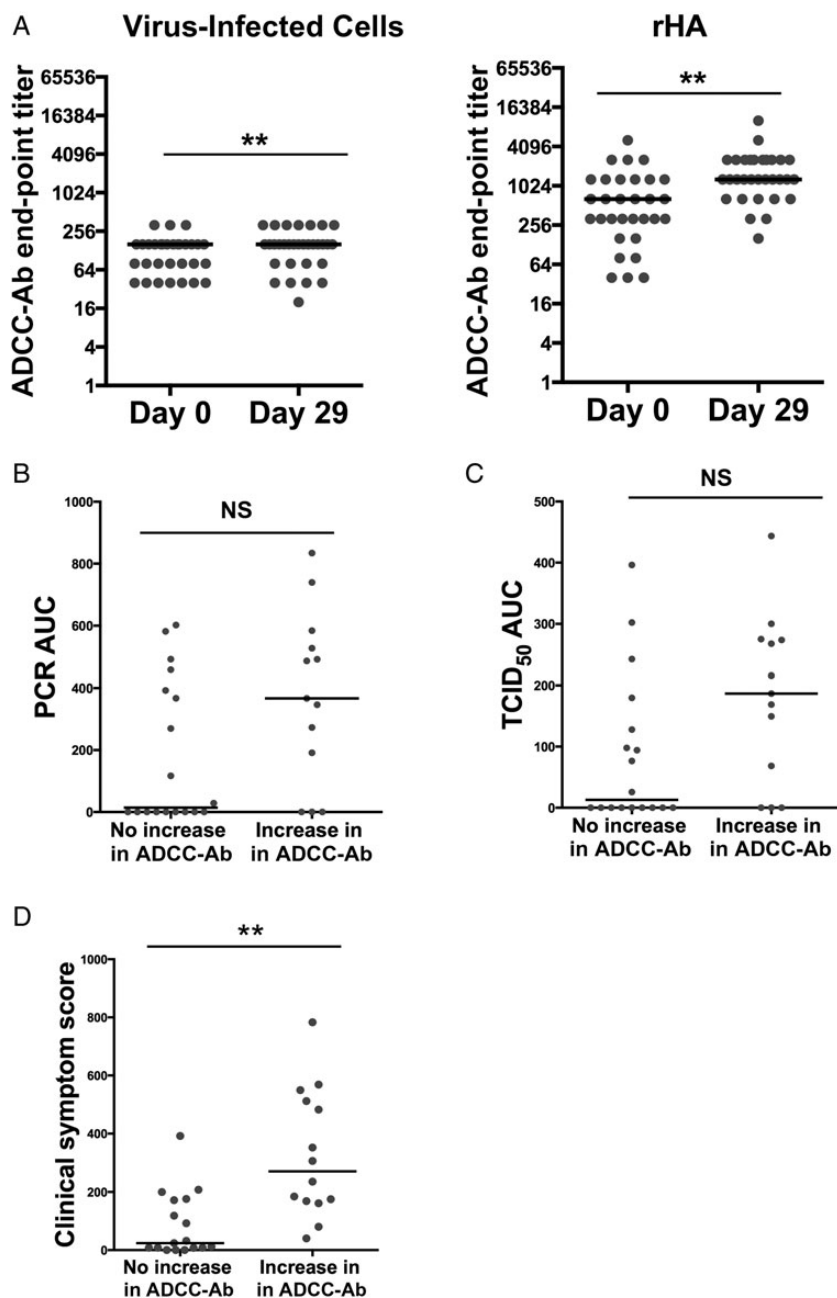 A
Virus-Infected Cells
rHA
ADCC-Ab end-point titer
65536
16384
4096
1024
256
64
16
4
1
**
Day 0
Day 29
ADCC-Ab end-point titer
65536
16384
4096
1024
256
64
16
4
1
**
Day 0
Day 29
B
PCR AUC
1000
800
600
400
200
0
NS
No increase
in ADCC-Ab
Increase in
in ADCC-Ab
C
TCID50 AUC
500
400
300
200
100
0
NS
No increase
in ADCC-Ab
Increase in
in ADCC-Ab
D
Clinical symptom score
1000
800
600
400
200
0
**
No increase
in ADCC-Ab
Increase in
in ADCC-Ab